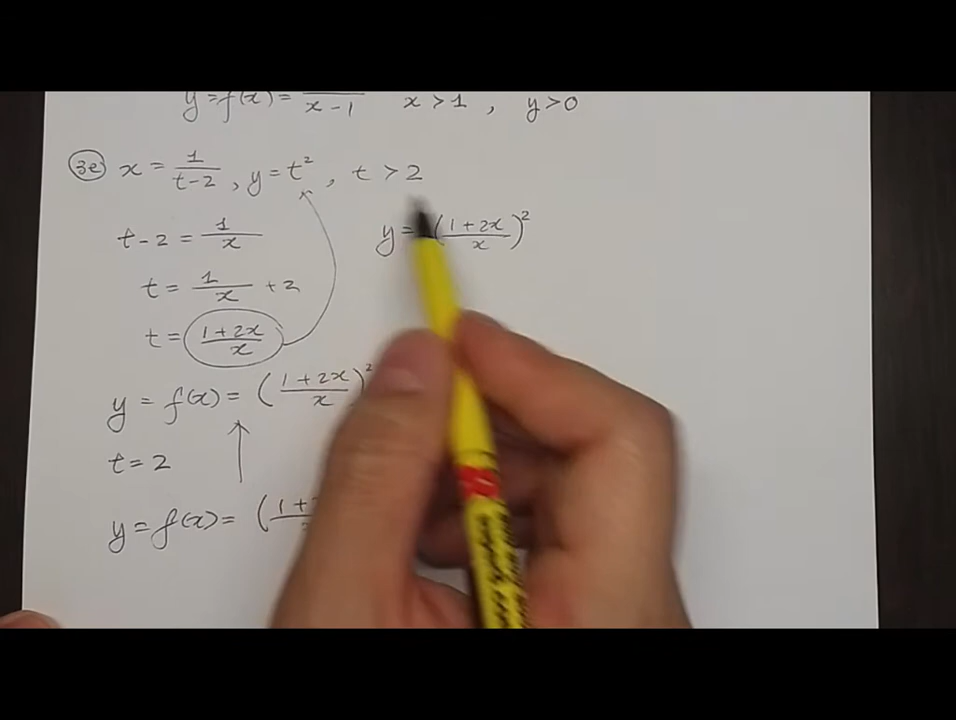 y = f(x) = ──/(x - 1)   x > 1 , y > 0
3e x = 1/(t-2) , y = t² , t > 2
t - 2 = 1/x   y = ((1+2x)/x)²
t = 1/x + 2
t = (1+2x)/x
y = f(x) = ((1+2x)/x)²
t = 2
y = f(x) = (1+